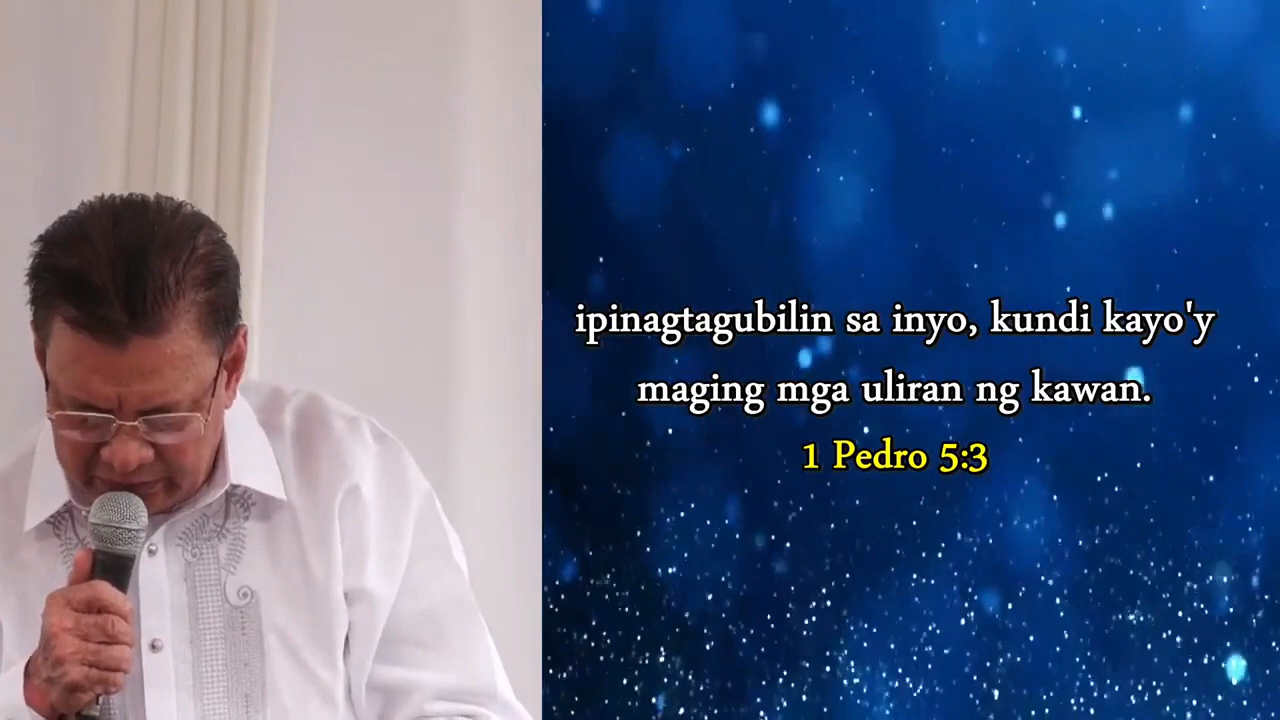 ipinagtagubilin sa inyo, kundi kayo'y
maging mga uliran ng kawan.
1 Pedro 5:3